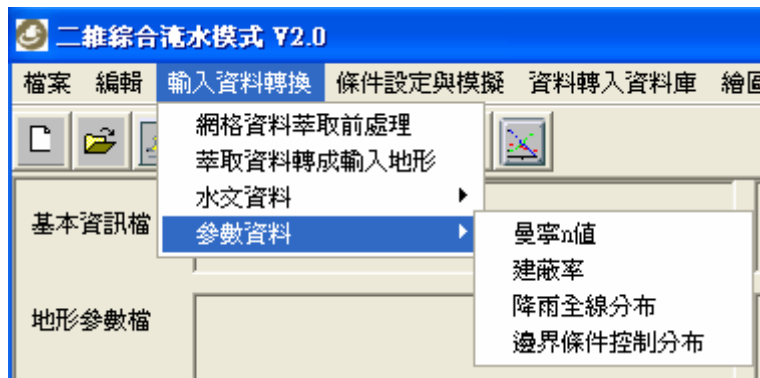 二維綜合淹水模式 V2.0
檔案 編輯 輸入資料轉換 條件設定與模擬 資料轉入資料庫 繪圖
網格資料萃取前處理
萃取資料轉成輸入地形
水文資料
基本資訊檔
參數資料
曼寧n值
建蔽率
降雨全線分布
地形參數檔
邊界條件控制分布